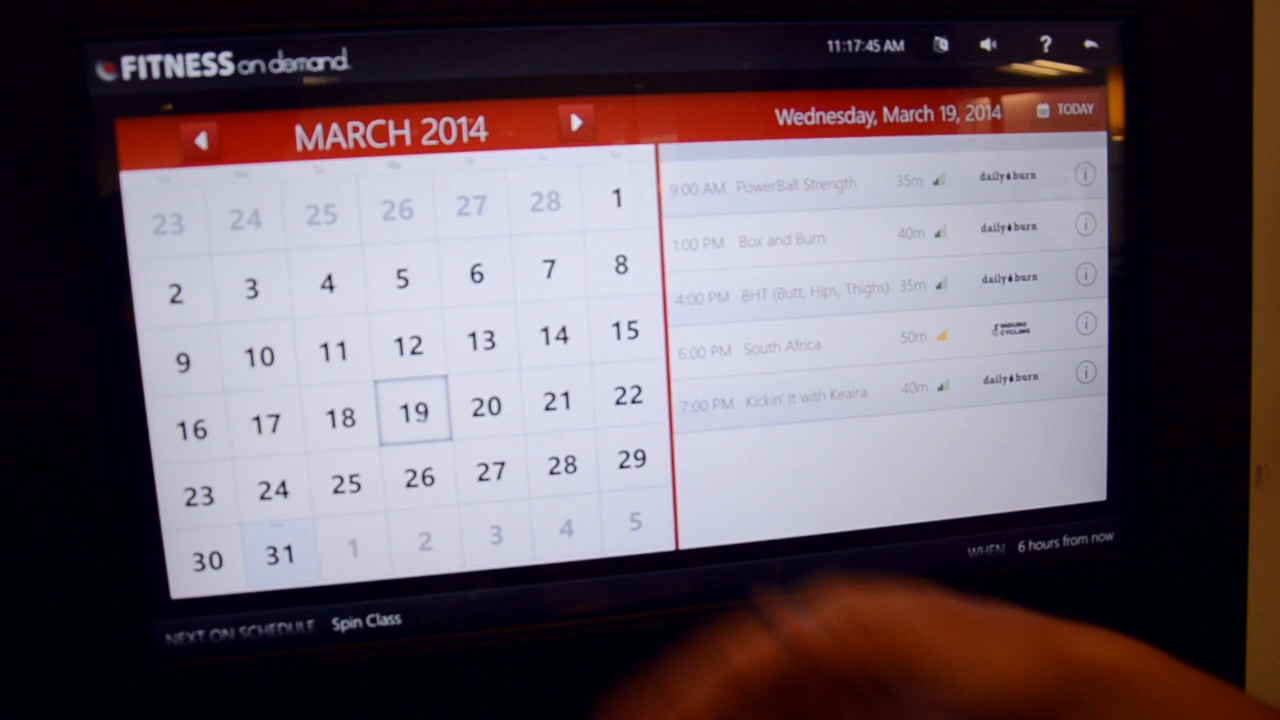 FITNESS on demand
11:17:45 AM ?
MARCH 2014
Wednesday, March 19, 2014 TODAY
23 24 25 26 27 28 1
2 3 4 5 6 7 8
9 10 11 12 13 14 15
16 17 18 19 20 21 22
23 24 25 26 27 28 29
30 31 1 2 3 4 5
9:00 AM PowerBall Strength 35m daily burn i
1:00 PM Box and Burn 40m daily burn i
4:00 PM BHT (Butt, Hips, Thighs) 35m daily burn i
6:00 PM South Africa 50m CYCLING i
7:00 PM Kickin' It with Keaira 40m daily burn i
NEXT ON SCHEDULE Spin Class
WHEN 6 hours from now